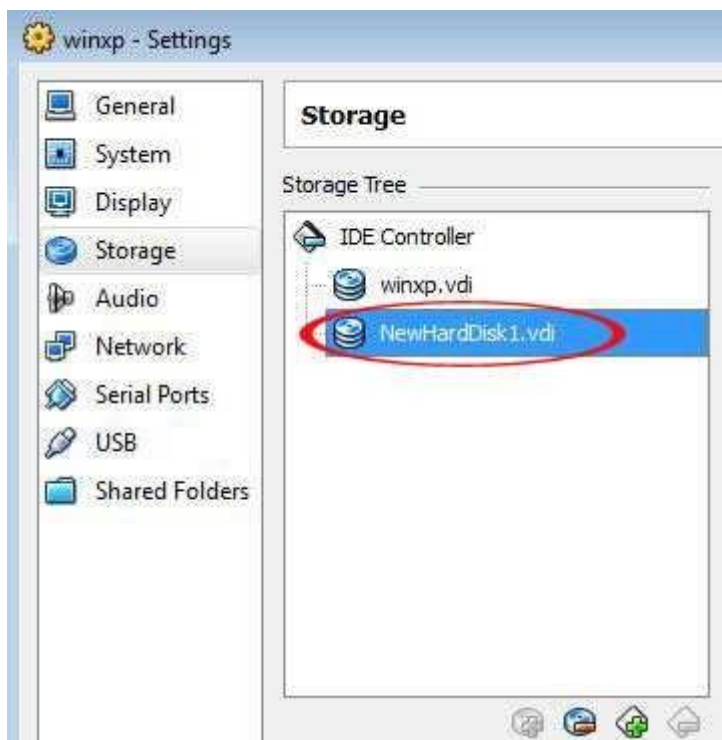 winxp - Settings
General
System
Display
Storage
Audio
Network
Serial Ports
USB
Shared Folders
Storage
Storage Tree
IDE Controller
winxp.vdi
NewHardDisk1.vdi